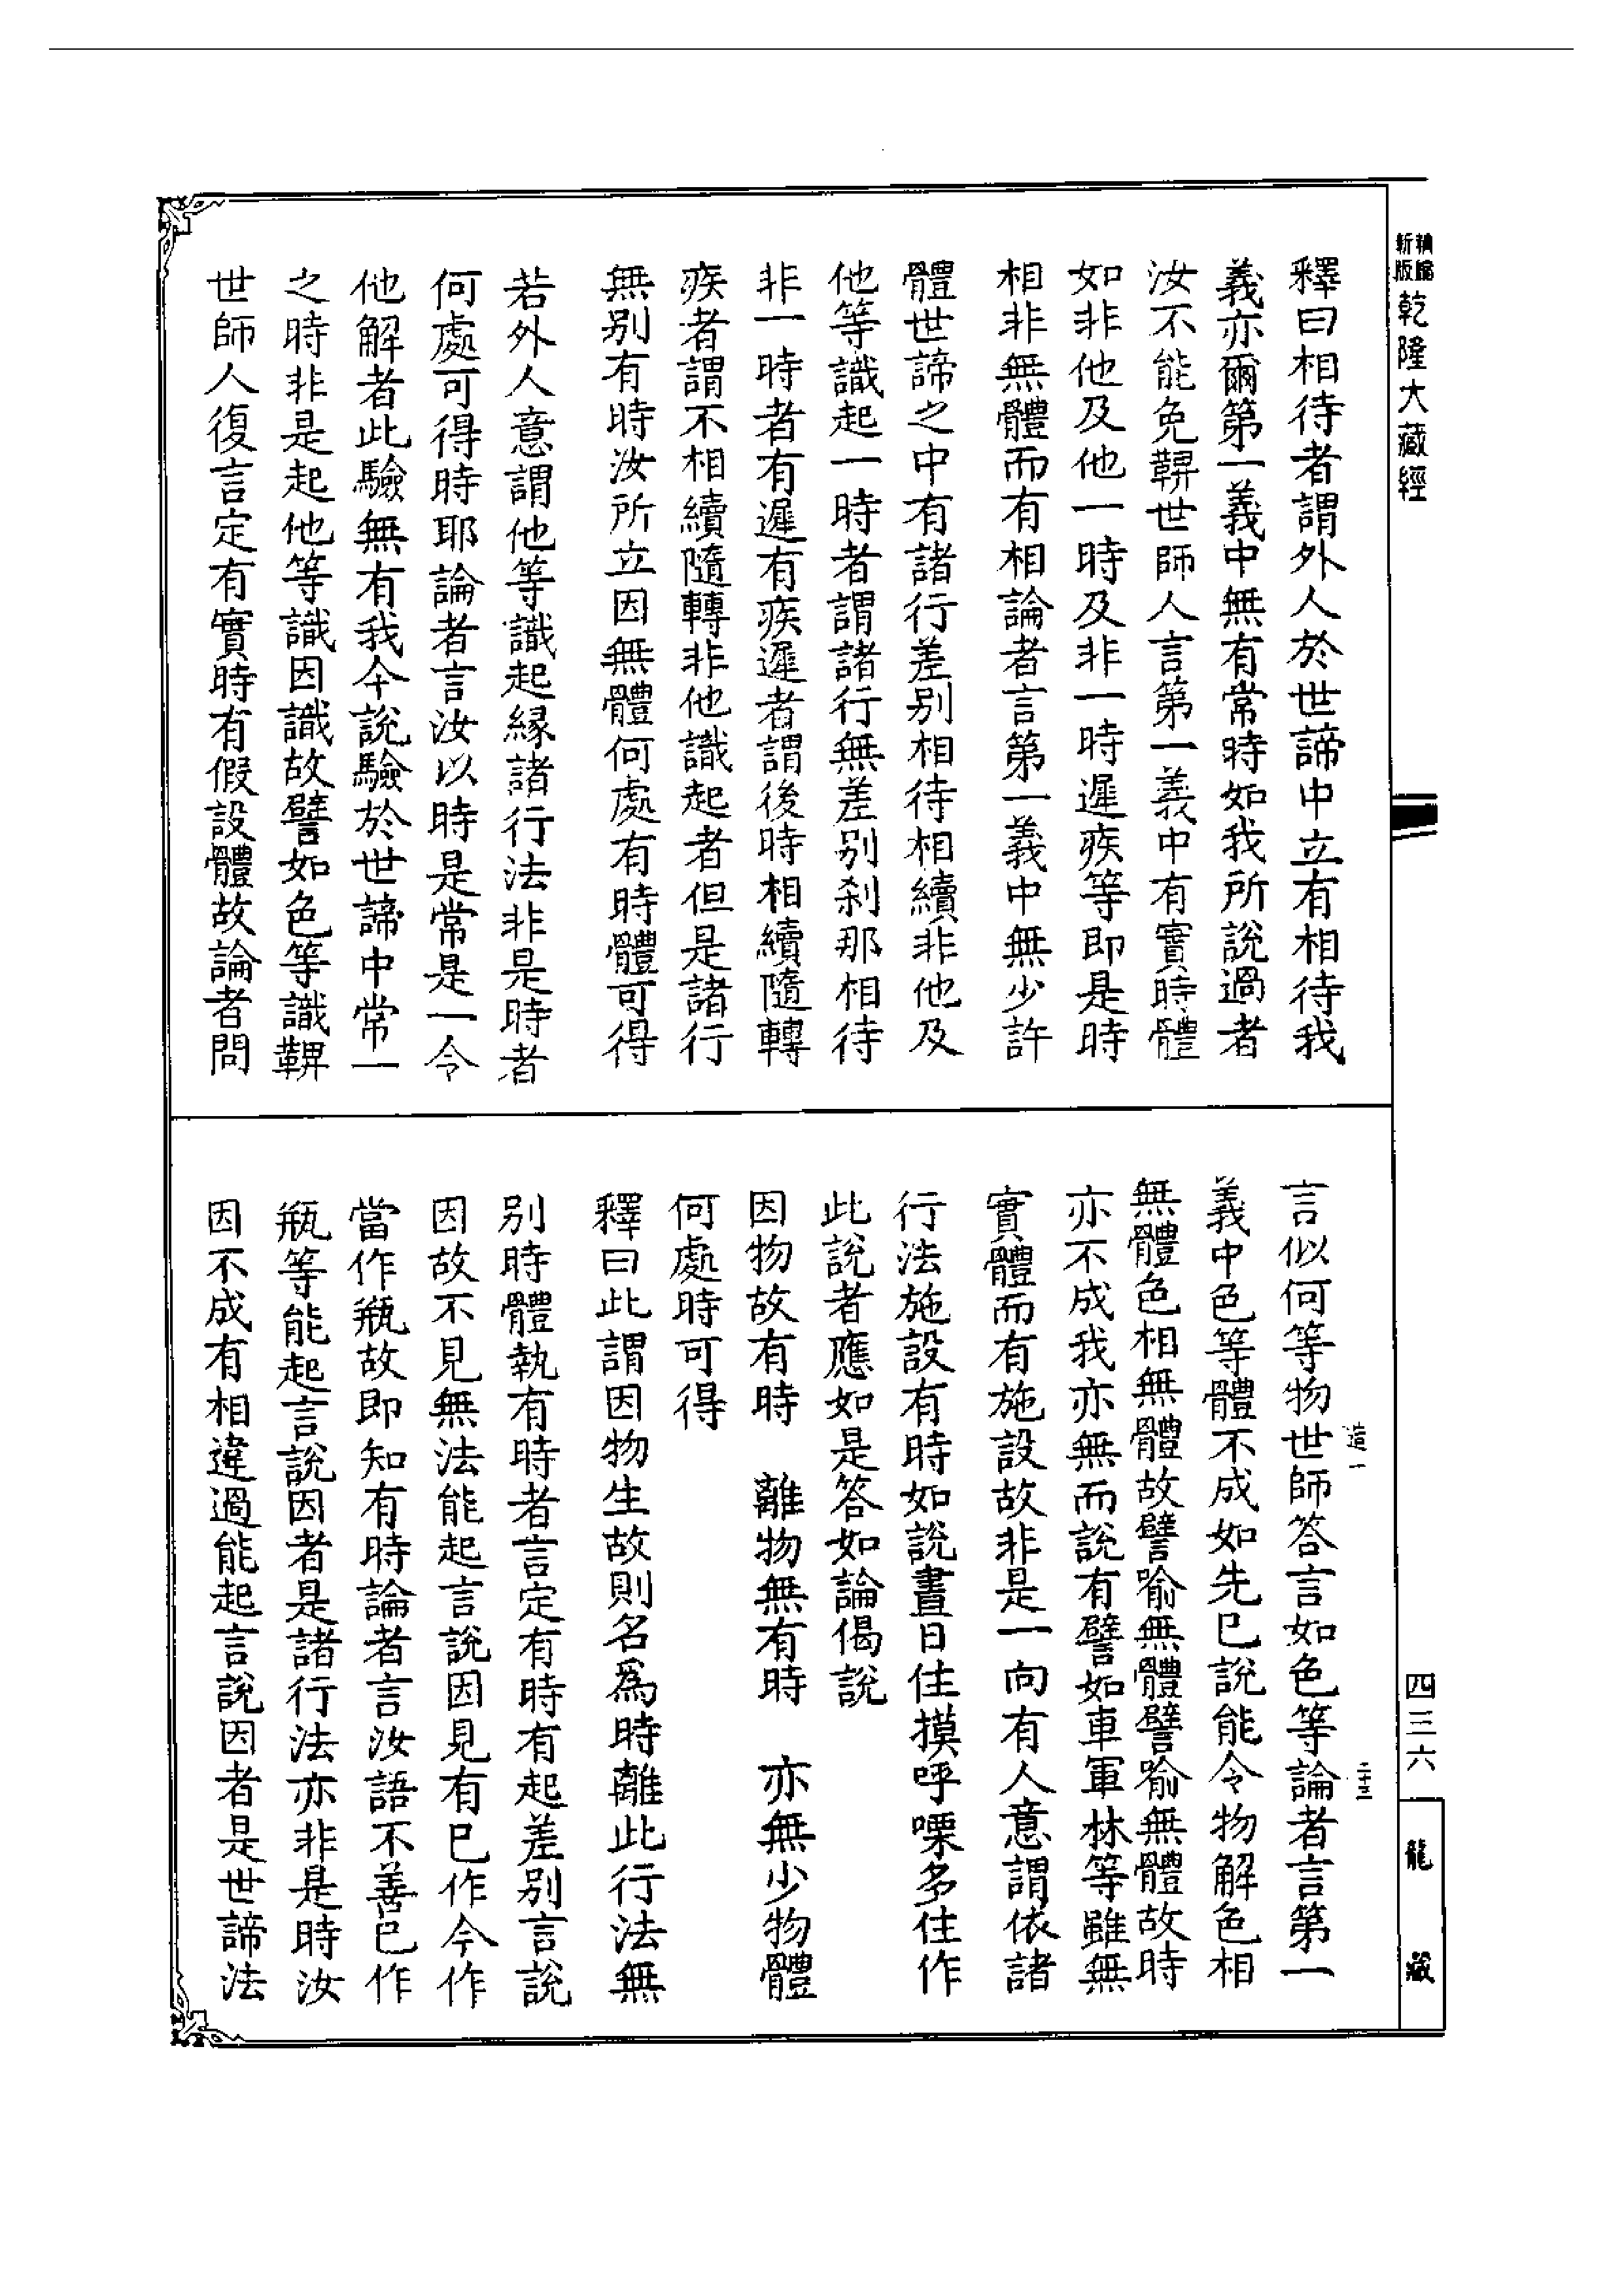 新編縮版
乾隆大藏經
釋曰相待者謂外人於世諦中立有相待我
義亦爾第一義中無有常時如我所說過者
汝不能免鞞世師人言第一義中有實時體
如非他及他一時及非一時遲疾等即是時
相非無體而有相論者言第一義中無少許
體世諦之中有諸行差別相待相續非他及
他等識起一時者謂諸行無差別剎那相待
非一時者有遲有疾遲者謂後時相續隨轉
疾者謂不相續隨轉非他識起者但是諸行
無別有時汝所立因無體何處有時體可得
若外人意謂他等識起緣諸行法非是時者
何處可得時耶論者言汝以時是常是一令
他解者此驗無有我今說驗於世諦中常一
之時非是起他等識因識故譬如色等識鞞
世師人復言定有實時有假設體故論者問
言似何等物世師答言如色等論者言第一
義中色等體不成如先已說能令物解色相
無體色相無體故譬喻無體譬喻無體故時
亦不成我亦無而說有譬如車軍林等雖無
實體而有施設故非是一向有人意謂依諸
行法施設有時如說晝日住摸呼㗚多住作
此說者應如是答如論偈說
因物故有時　離物無有時　亦無少物體
何處時可得
釋曰此謂因物生故則名為時離此行法無
別時體執有時者言定有時有起差別言說
因故不見無法能起言說因見有已作今作
當作瓶故即知有時論者言汝語不善已作
瓶等能起言說因者是諸行法亦非是時汝
因不成有相違過能起言說因者是世諦法
造一
二十三
四三六
龍藏